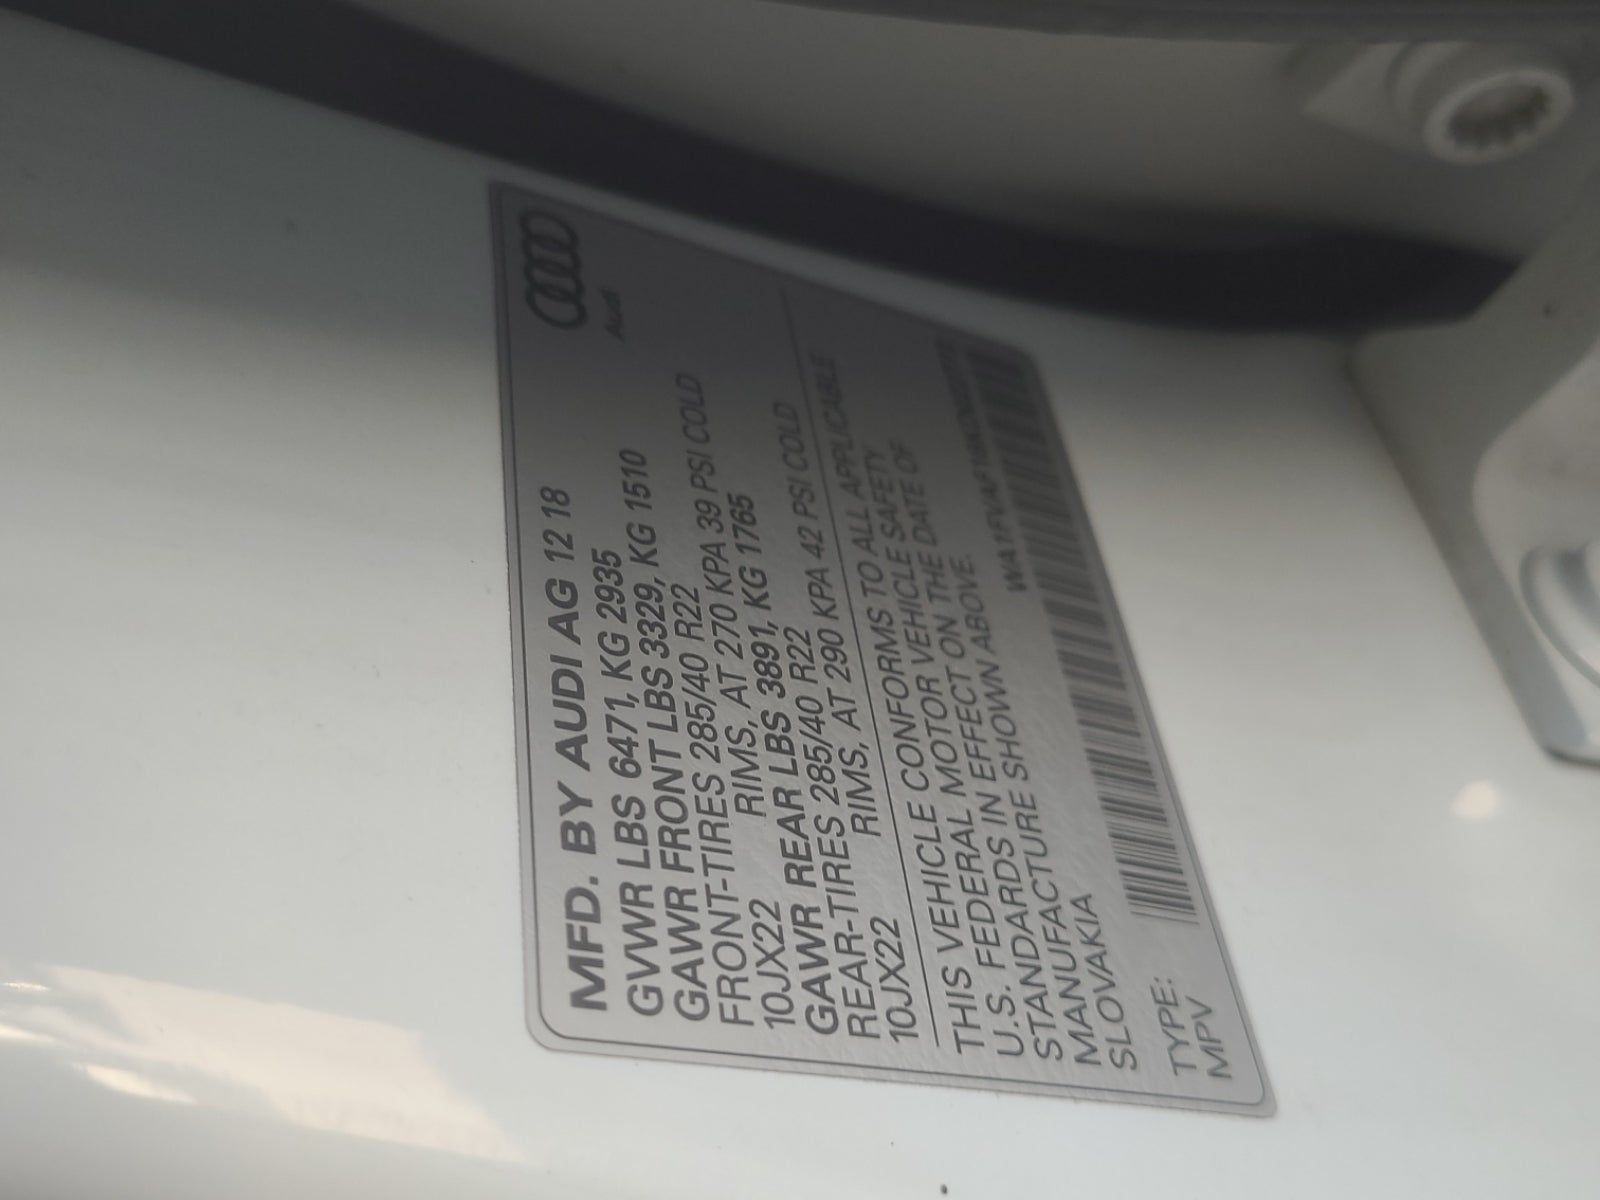 Audi
MFD. BY AUDI AG 12 18
GVWR LBS 6471, KG 2935
GAWR FRONT LBS 3329, KG 1510
FRONT-TIRES 285/40 R22
RIMS, AT 270 KPA 39 PSI COLD
10JX22
GAWR REAR LBS 3891, KG 1765
REAR-TIRES 285/40 R22
RIMS, AT 290 KPA 42 PSI COLD
10JX22
THIS VEHICLE CONFORMS TO ALL APPLICABLE
U.S. FEDERAL MOTOR VEHICLE SAFETY
STANDARDS IN EFFECT ON THE DATE OF
MANUFACTURE SHOWN ABOVE.
SLOVAKIA
TYPE:
MPV